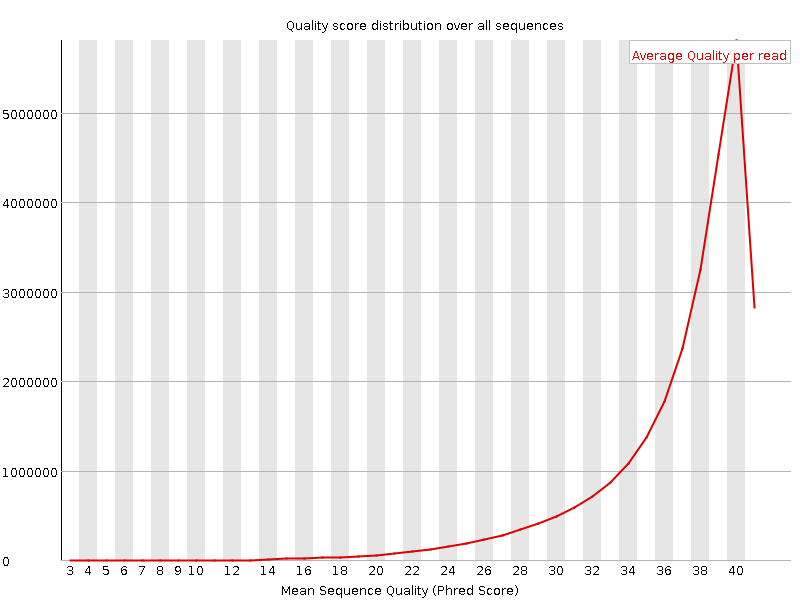 Quality score distribution over all sequences
Average Quality per read
5000000
4000000
3000000
2000000
1000000
0
3 4 5 6 7 8 9 10 12 14 16 18 20 22 24 26 28 30 32 34 36 38 40
Mean Sequence Quality (Phred Score)